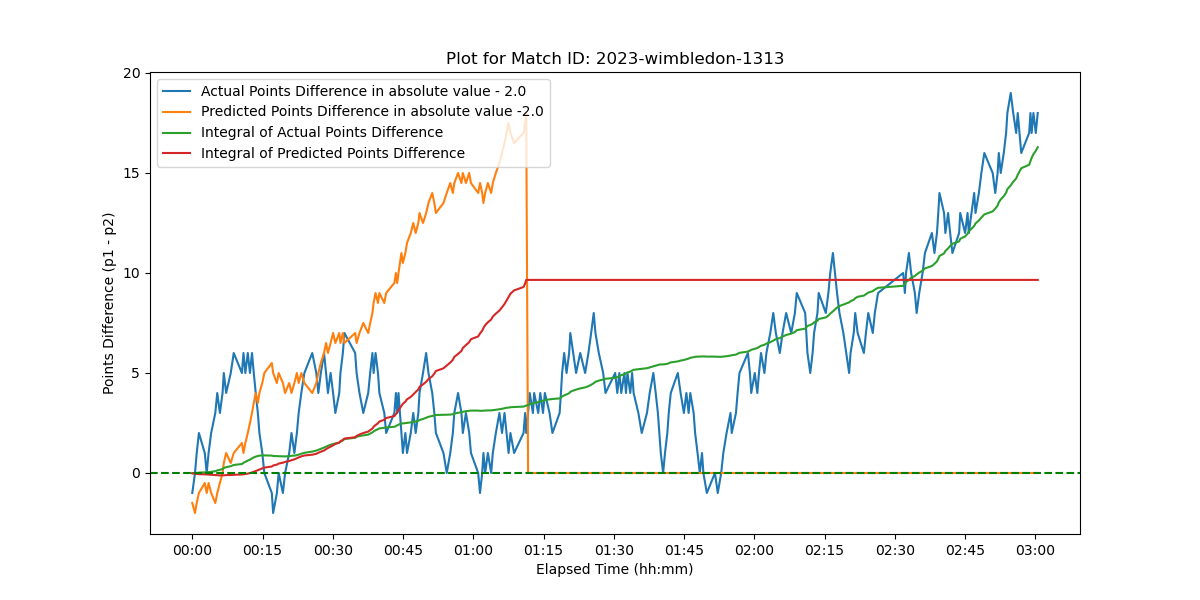 Plot for Match ID: 2023-wimbledon-1313
Actual Points Difference in absolute value - 2.0
Predicted Points Difference in absolute value -2.0
Integral of Actual Points Difference
Integral of Predicted Points Difference
Points Difference (p1 - p2)
20
15
10
5
0
00:00 00:15 00:30 00:45 01:00 01:15 01:30 01:45 02:00 02:15 02:30 02:45 03:00
Elapsed Time (hh:mm)